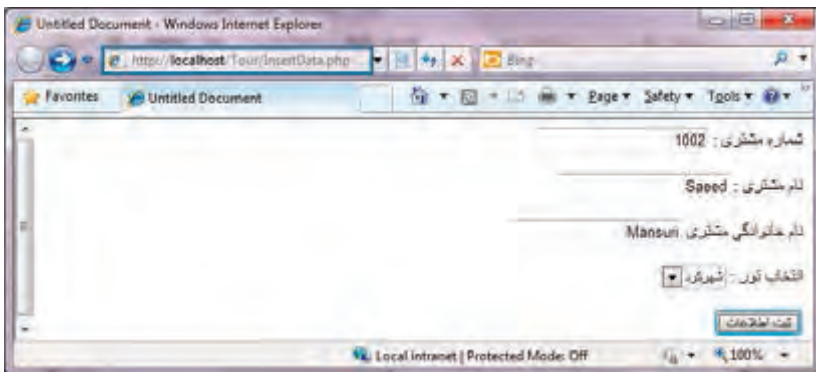 Untitled Document - Windows Internet Explorer
http://localhost/Tour/InsertData.php
Bing
Favorites
Untitled Document
Page
Safety
Tools
شماره مشتری : 1002
نام مشتری : Saeed
نام خانوادگی مشتری Mansuri
انتخاب تور :
ثبت اطلاعات
Local intranet | Protected Mode: Off
100%